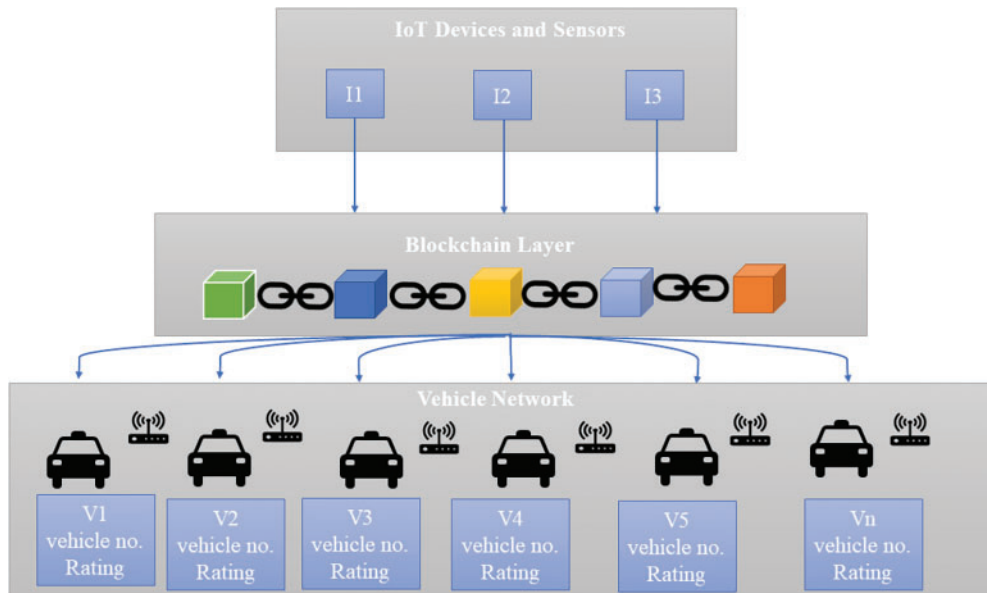 IoT Devices and Sensors
I1
I2
I3
Blockchain Layer
Vehicle Network
V1
vehicle no.
Rating
V2
vehicle no.
Rating
V3
vehicle no.
Rating
V4
vehicle no.
Rating
V5
vehicle no.
Rating
Vn
vehicle no.
Rating